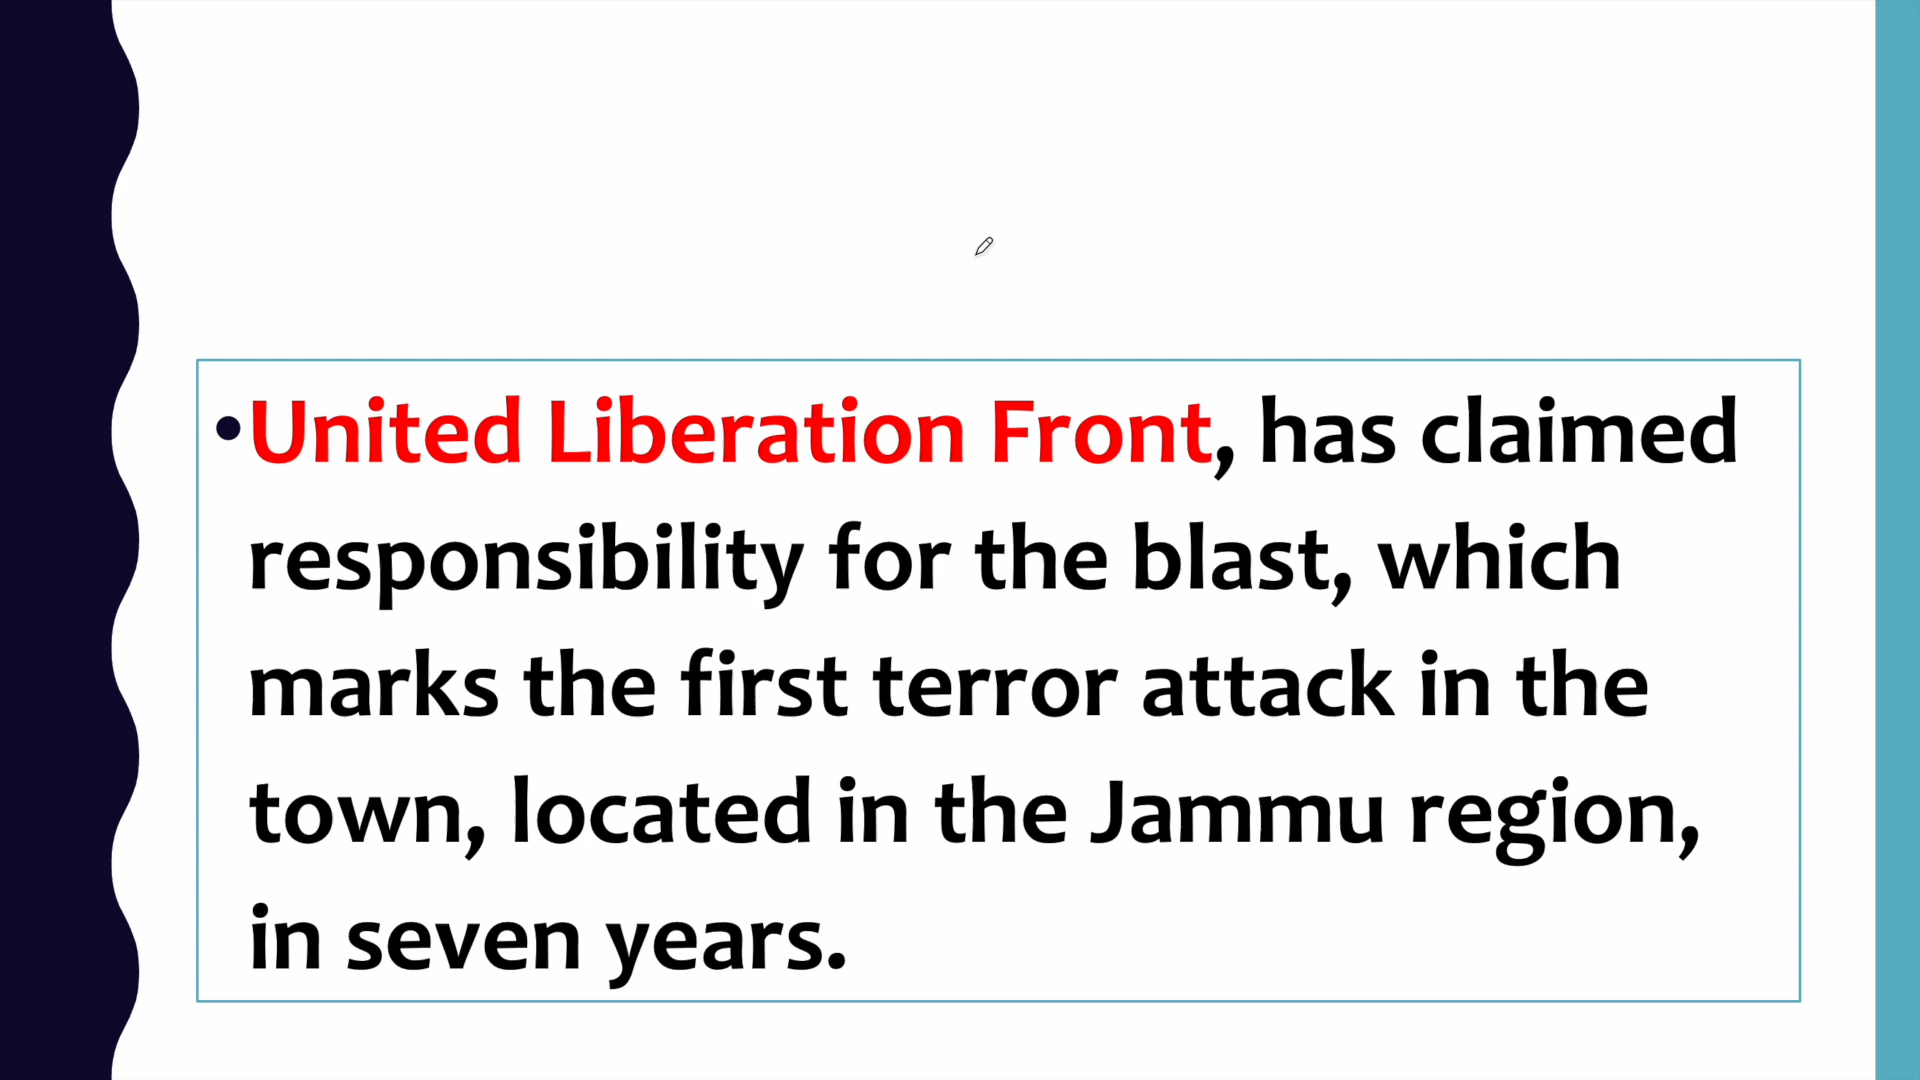 •United Liberation Front, has claimed
responsibility for the blast, which
marks the first terror attack in the
town, located in the Jammu region,
in seven years.